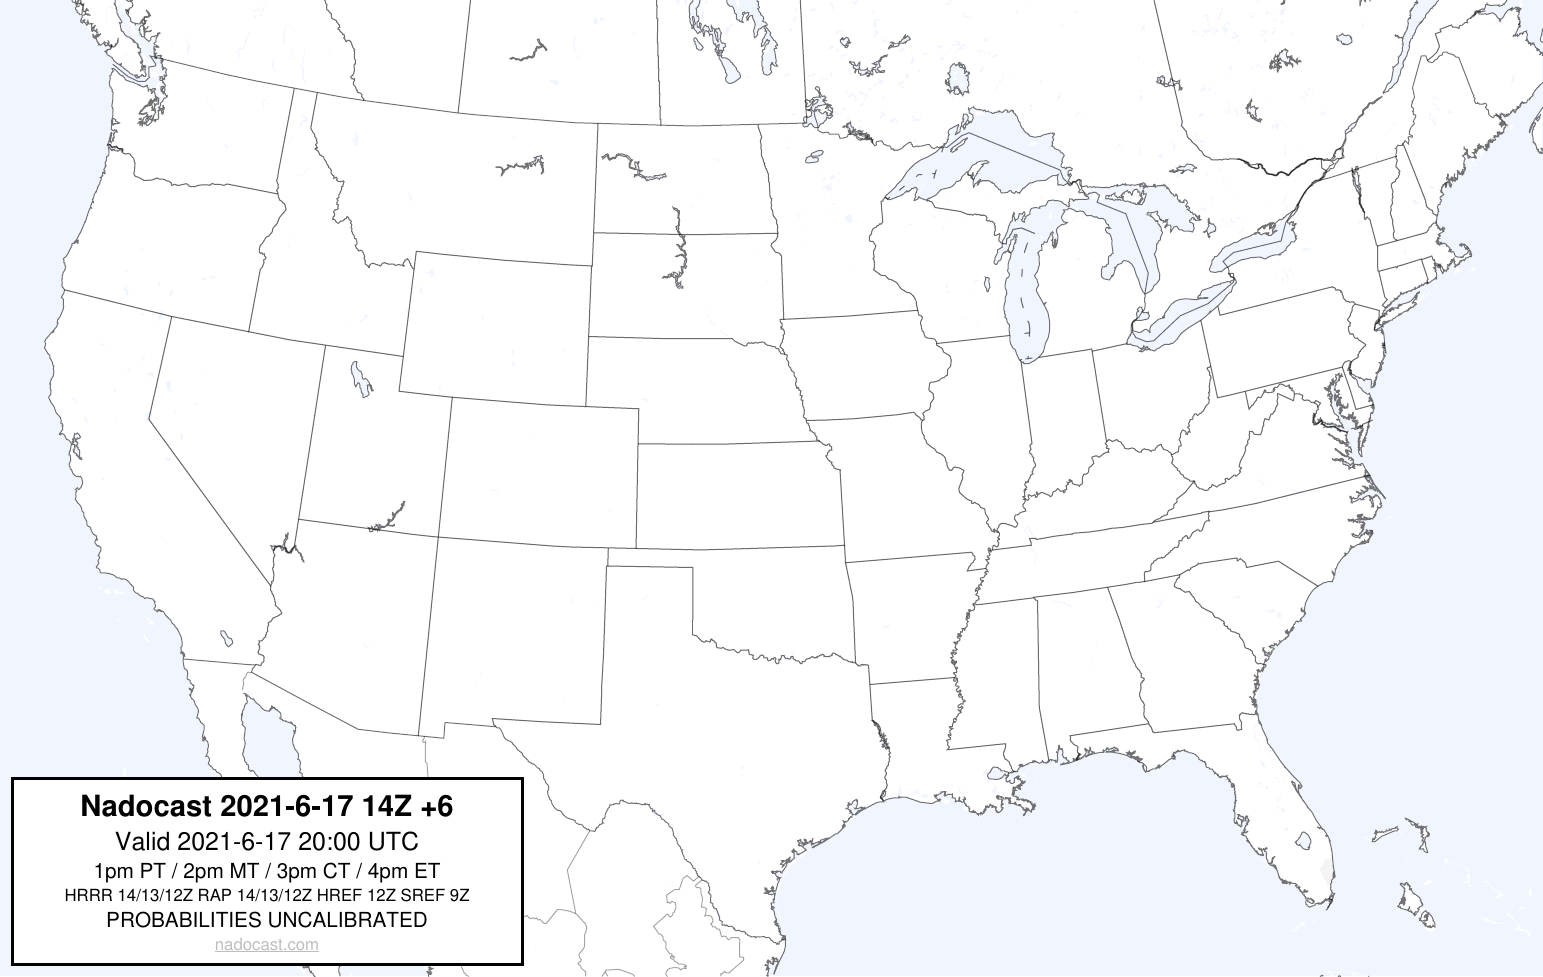 Nadocast 2021-6-17 14Z +6
Valid 2021-6-17 20:00 UTC
1pm PT / 2pm MT / 3pm CT / 4pm ET
HRRR 14/13/12Z RAP 14/13/12Z HREF 12Z SREF 9Z
PROBABILITIES UNCALIBRATED
nadocast.com